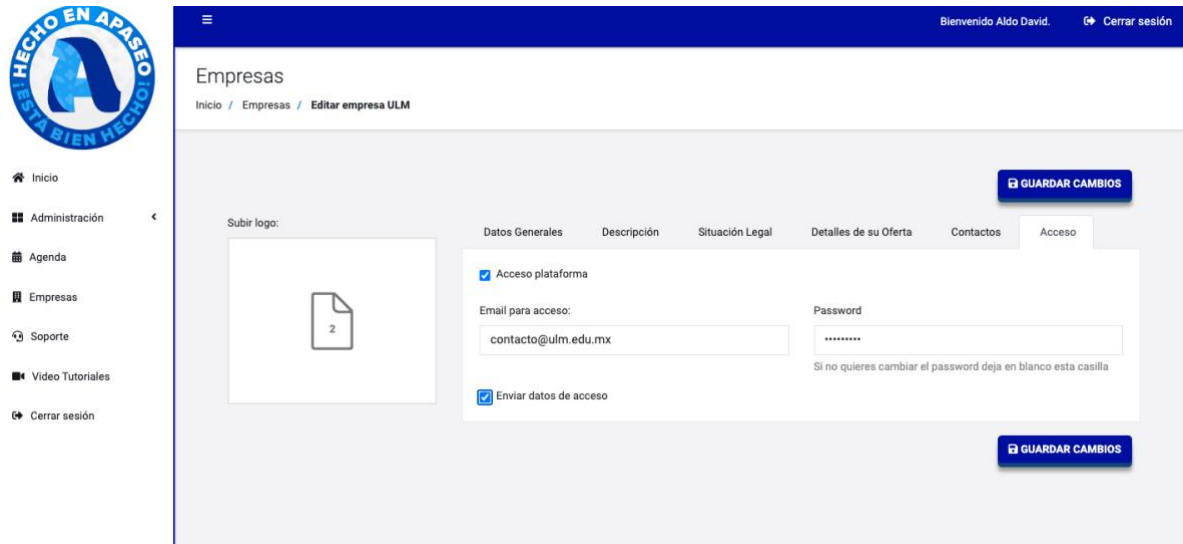 HECHO EN APASEO
¡ESTÁ BIEN HECHO!
Bienvenido Aldo David.
Cerrar sesión
Empresas
Inicio / Empresas / Editar empresa ULM
Inicio
Administración
Agenda
Empresas
Soporte
Video Tutoriales
Cerrar sesión
GUARDAR CAMBIOS
Subir logo:
2
Datos Generales Descripción Situación Legal Detalles de su Oferta Contactos Acceso
Acceso plataforma
Email para acceso:
contacto@ulm.edu.mx
Password
•••••••••
Si no quieres cambiar el password deja en blanco esta casilla
Enviar datos de acceso
GUARDAR CAMBIOS